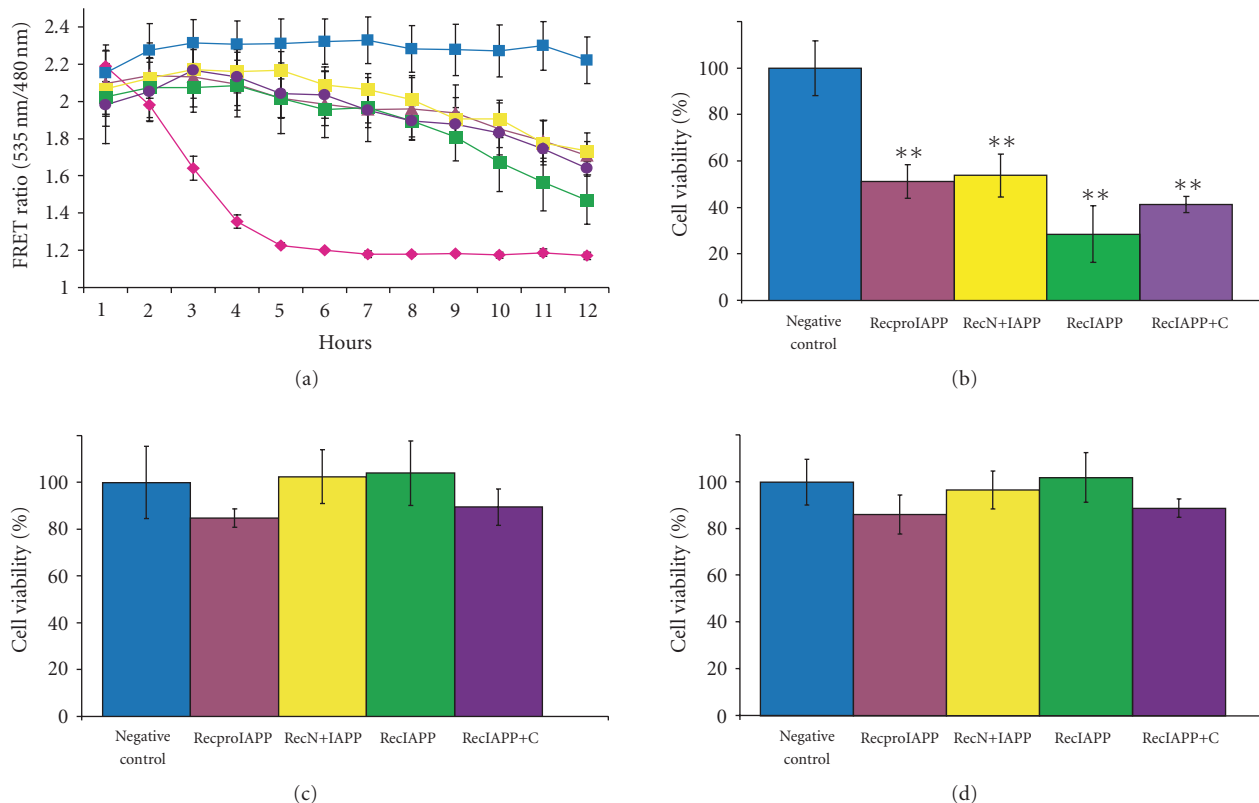 FRET ratio (535 nm/480 nm)
2.4
2.2
2
1.8
1.6
1.4
1.2
1
1 2 3 4 5 6 7 8 9 10 11 12
Hours
(a)
Cell viability (%)
100
80
60
40
20
0
** ** ** **
Negative control
RecproIAPP
RecN+IAPP
RecIAPP
RecIAPP+C
(b)
Cell viability (%)
100
80
60
40
20
0
Negative control
RecproIAPP
RecN+IAPP
RecIAPP
RecIAPP+C
(c)
Cell viability (%)
100
80
60
40
20
0
Negative control
RecproIAPP
RecN+IAPP
RecIAPP
RecIAPP+C
(d)